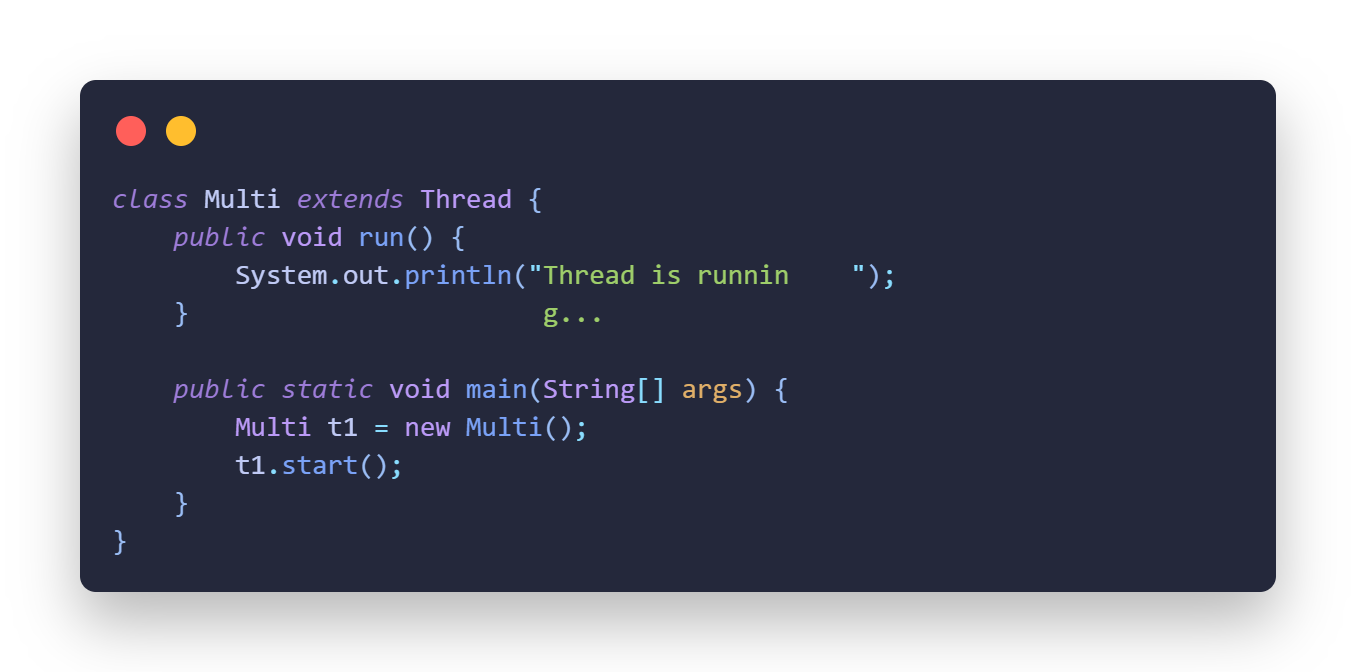 class Multi extends Thread {
    public void run() {
        System.out.println("Thread is runnin    ");
    }                       g...

    public static void main(String[] args) {
        Multi t1 = new Multi();
        t1.start();
    }
}